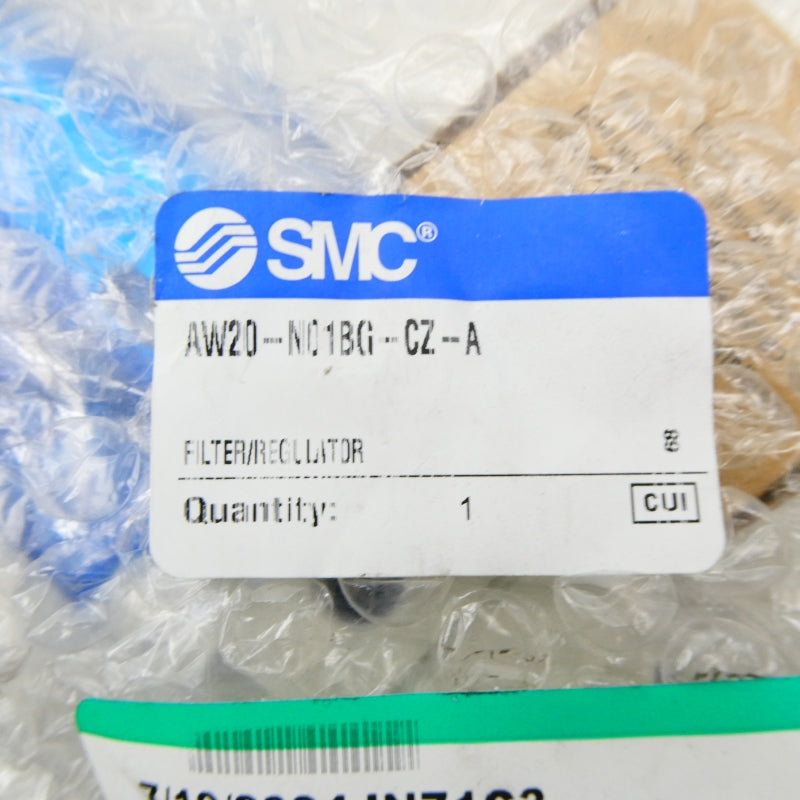 SMC®
AW20-N01BG-CZ-A
FILTER/REGULATOR
Quantity: 1
CUI